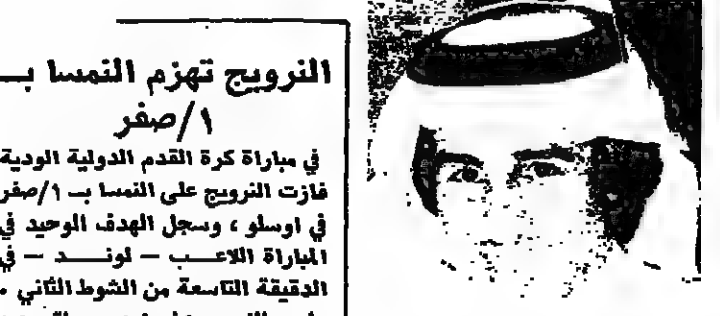 النرويج تهزم النمسا بـ
١/صفر
في مباراة كرة القدم الدولية الودية
فازت النرويج على النمسا بـ ١/صفر
في اوسلو ، وسجل الهدف الوحيد في
المباراة اللاعب — لوند — في
الدقيقة التاسعة من الشوط الثاني .